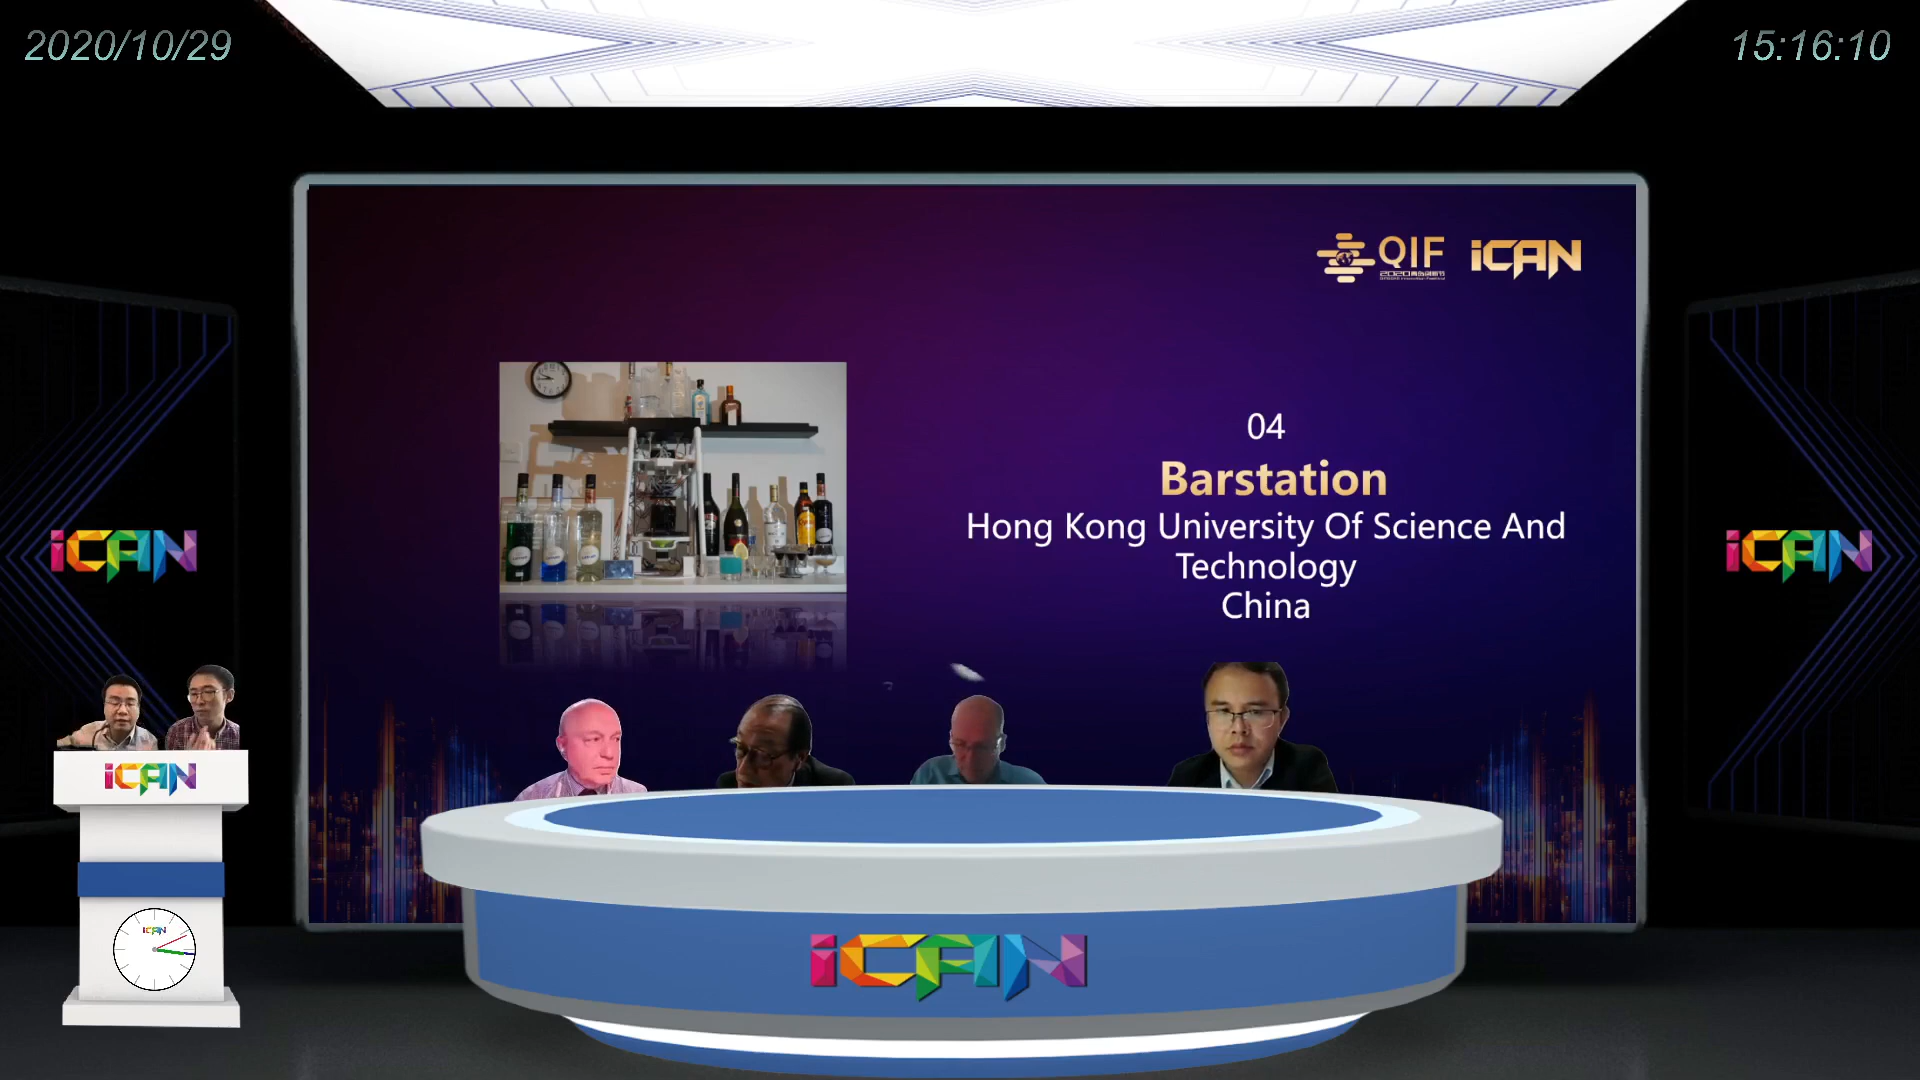 2020/10/29
15:16:10
QIF
iCAN
04
Barstation
Hong Kong University Of Science And
Technology
China
iCAN
iCAN
iCAN
iCAN
iCAN